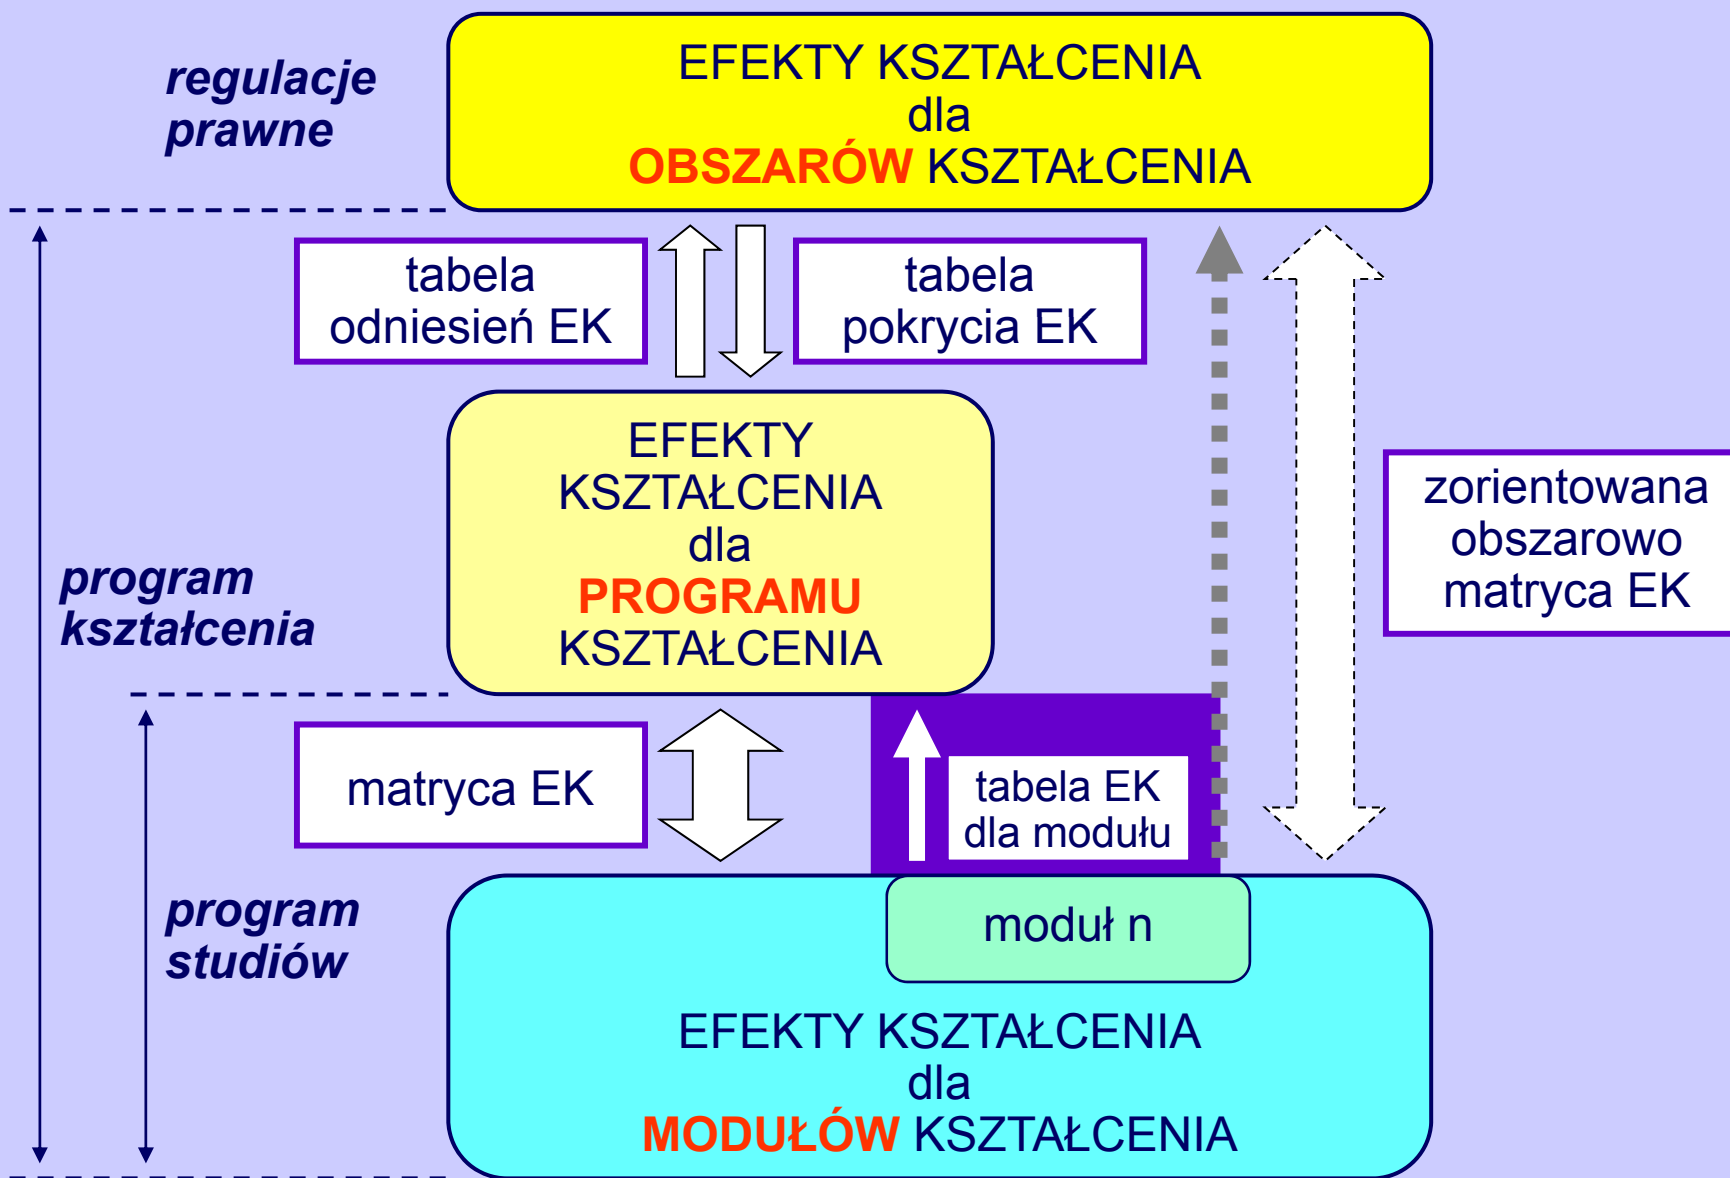 regulacje
prawne
EFEKTY KSZTAŁCENIA
dla
OBSZARÓW KSZTAŁCENIA
tabela
odniesień EK
tabela
pokrycia EK
EFEKTY
KSZTAŁCENIA
dla
PROGRAMU
KSZTAŁCENIA
zorientowana
obszarowo
matryca EK
program
kształcenia
matryca EK
tabela EK
dla modułu
program
studiów
moduł n
EFEKTY KSZTAŁCENIA
dla
MODUŁÓW KSZTAŁCENIA